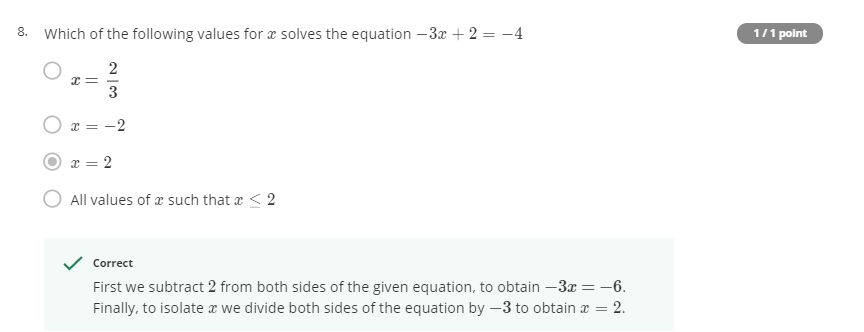 8. Which of the following values for x solves the equation −3x + 2 = −4
1 / 1 point
x = 2/3
x = −2
x = 2
All values of x such that x ≤ 2
Correct
First we subtract 2 from both sides of the given equation, to obtain −3x = −6.
Finally, to isolate x we divide both sides of the equation by −3 to obtain x = 2.